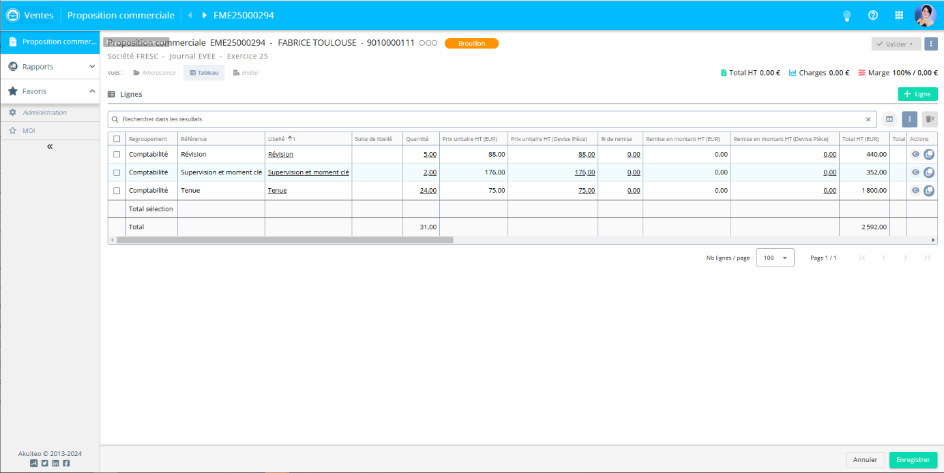 Ventes Proposition commerciale EME25000294
Proposition commer...
Rapports
Favoris
Administration
MOI
Akuiteo © 2013-2024
Proposition commerciale EME25000294 - FABRICE TOULOUSE - 9010000111 Brouillon
Valider
Société FRESC - Journal EVEE - Exercice 25
Vues : Arborescence Tableau Entête
Total HT 0.00 € Charges 0.00 € Marge 100% / 0.00 €
Lignes
+ Ligne
Rechercher dans les résultats
Regroupement Référence Libellé 1 Suite de libellé Quantité Prix unitaire HT (EUR) Prix unitaire HT (Devise Pièce) % de remise Remise en montant HT (EUR) Remise en montant HT (Devise Pièce) Total HT (EUR) Total Actions
Comptabilité Révision Révision 5,00 88,00 88,00 0,00 0,00 0,00 440,00
Comptabilité Supervision et moment clé Supervision et moment clé 2,00 176,00 176,00 0,00 0,00 0,00 352,00
Comptabilité Tenue Tenue 24,00 75,00 75,00 0,00 0,00 0,00 1 800,00
Total sélection
Total 31,00 2 592,00
Nb lignes / page : 100 Page 1 / 1
Annuler Enregistrer